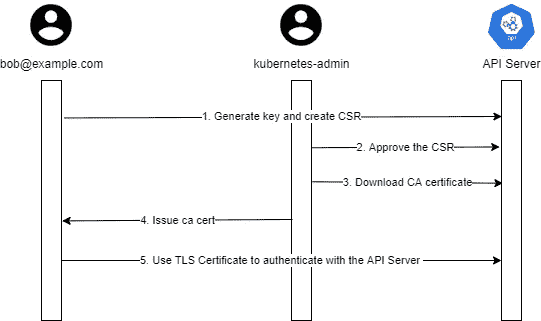 bob@example.com
kubernetes-admin
api
API Server
1. Generate key and create CSR
2. Approve the CSR
3. Download CA certificate
4. Issue ca cert
5. Use TLS Certificate to authenticate with the API Server